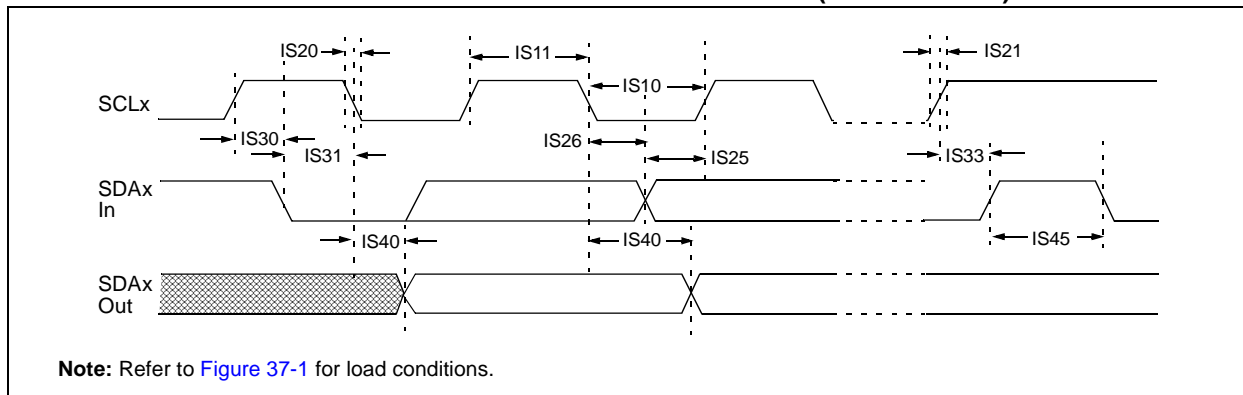 IS20
IS11
IS21
SCLx
IS10
IS30
IS31
IS26
IS25
IS33
SDAx
In
IS40
IS40
IS45
SDAx
Out
Note: Refer to Figure 37-1 for load conditions.